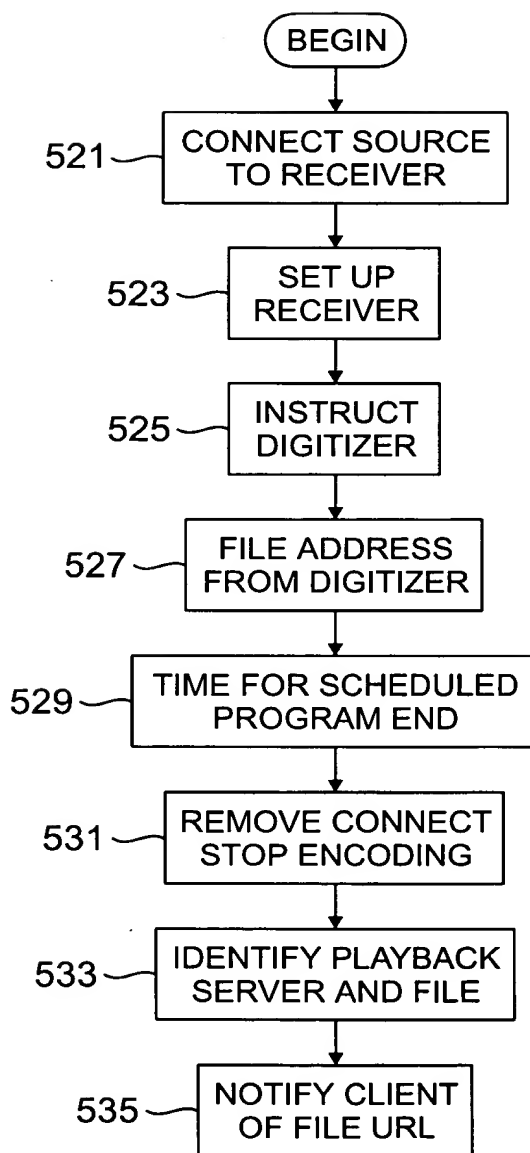 BEGIN
521
CONNECT SOURCE
TO RECEIVER
523
SET UP
RECEIVER
525
INSTRUCT
DIGITIZER
527
FILE ADDRESS
FROM DIGITIZER
529
TIME FOR SCHEDULED
PROGRAM END
531
REMOVE CONNECT
STOP ENCODING
533
IDENTIFY PLAYBACK
SERVER AND FILE
535
NOTIFY CLIENT
OF FILE URL